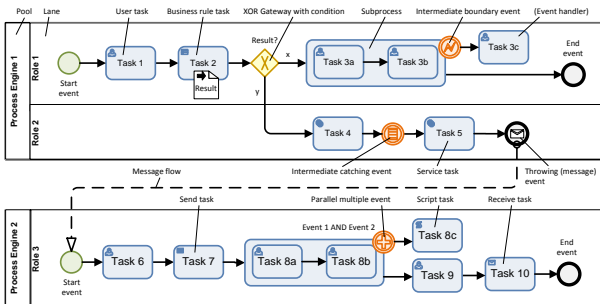 Pool
Lane
User task
Business rule task
XOR Gateway with condition
Subprocess
Intermediate boundary event
(Event handler)
Process Engine 1
Role 1
Start
event
Task 1
Task 2
Result
Result?
x
y
Task 3a
Task 3b
Task 3c
End
event
Role 2
Task 4
Task 5
Intermediate catching event
Service task
Throwing (message)
event
Message flow
Send task
Parallel multiple event
Script task
Receive task
Process Engine 2
Role 3
Start
event
Task 6
Task 7
Event 1 AND Event 2
Task 8a
Task 8b
Task 8c
Task 9
Task 10
End
event